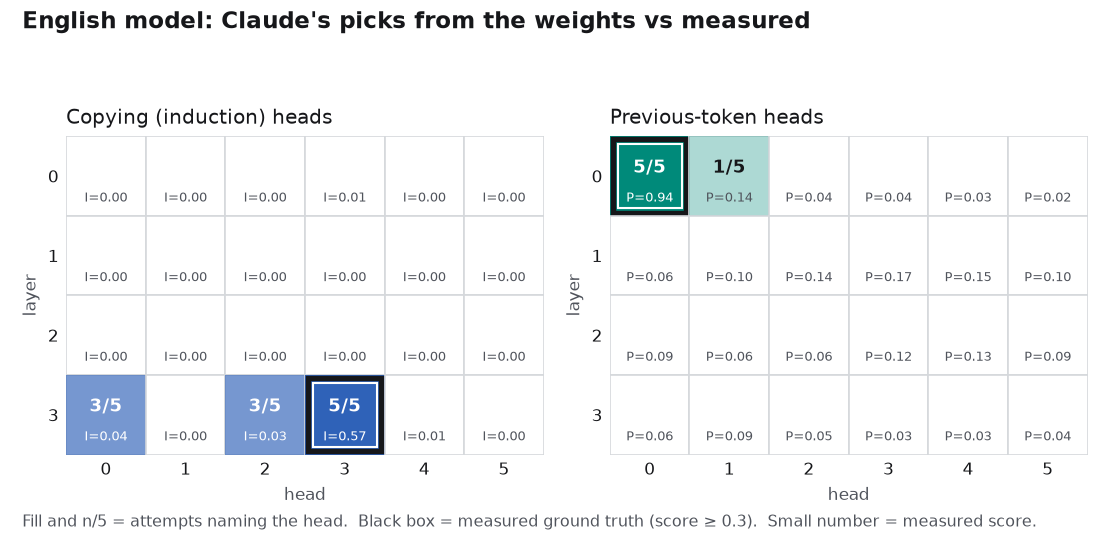 English model: Claude's picks from the weights vs measured
Copying (induction) heads
0
I=0.00 I=0.00 I=0.00 I=0.01 I=0.00 I=0.00
1
I=0.00 I=0.00 I=0.00 I=0.00 I=0.00 I=0.00
2
I=0.00 I=0.00 I=0.00 I=0.00 I=0.00 I=0.00
3/5 3/5 5/5
3
I=0.04 I=0.00 I=0.03 I=0.57 I=0.01 I=0.00
0 1 2 3 4 5
layer
head
Previous-token heads
5/5 1/5
0
P=0.94 P=0.14 P=0.04 P=0.04 P=0.03 P=0.02
1
P=0.06 P=0.10 P=0.14 P=0.17 P=0.15 P=0.10
2
P=0.09 P=0.06 P=0.06 P=0.12 P=0.13 P=0.09
3
P=0.06 P=0.09 P=0.05 P=0.03 P=0.03 P=0.04
0 1 2 3 4 5
layer
head
Fill and n/5 = attempts naming the head.  Black box = measured ground truth (score ≥ 0.3).  Small number = measured score.